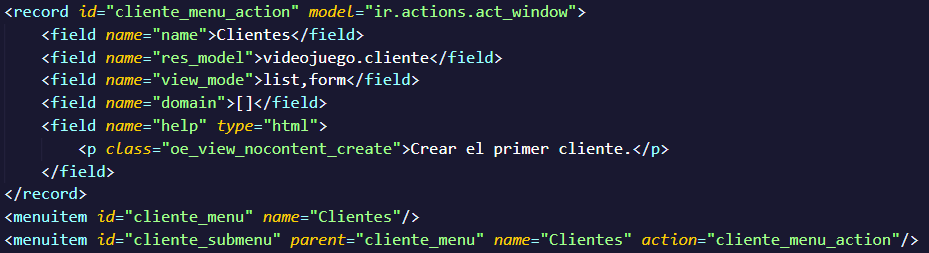 <record id="cliente_menu_action" model="ir.actions.act_window">
    <field name="name">Clientes</field>
    <field name="res_model">videojuego.cliente</field>
    <field name="view_mode">list,form</field>
    <field name="domain">[]</field>
    <field name="help" type="html">
        <p class="oe_view_nocontent_create">Crear el primer cliente.</p>
    </field>
</record>
<menuitem id="cliente_menu" name="Clientes"/>
<menuitem id="cliente_submenu" parent="cliente_menu" name="Clientes" action="cliente_menu_action"/>